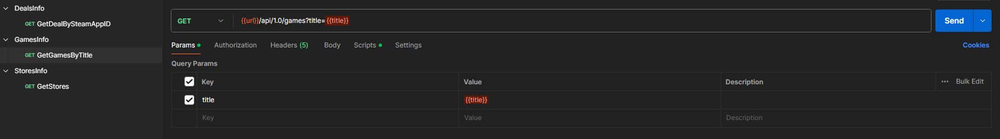 DealsInfo
GET GetDealBySteamAppID
GamesInfo
GET GetGamesByTitle
StoresInfo
GET GetStores
GET {{url}}/api/1.0/games?title={{title}} Send
Params Authorization Headers (5) Body Scripts Settings Cookies
Query Params
Key Value Description ··· Bulk Edit
title {{title}}
Key Value Description